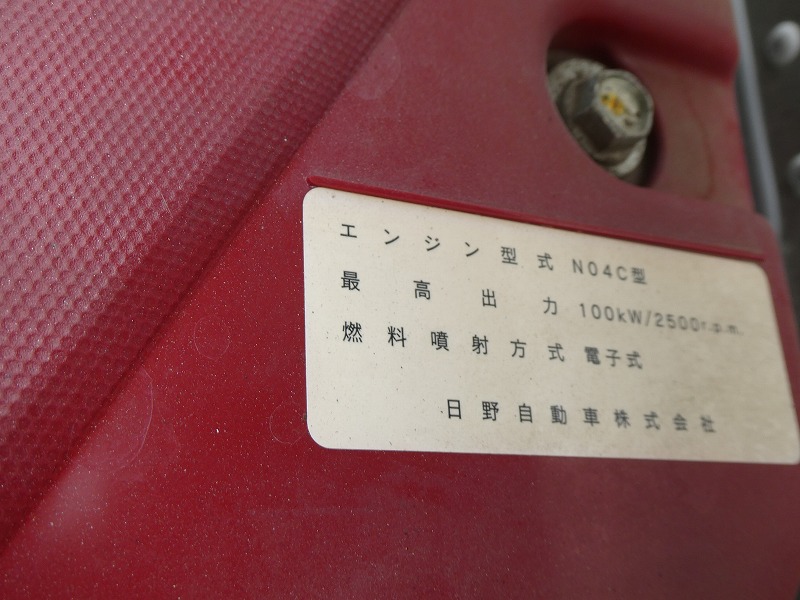 エンジン型式 N04C型
最高出力 100kW/2500r.p.m.
燃料噴射方式 電子式
日野自動車株式会社